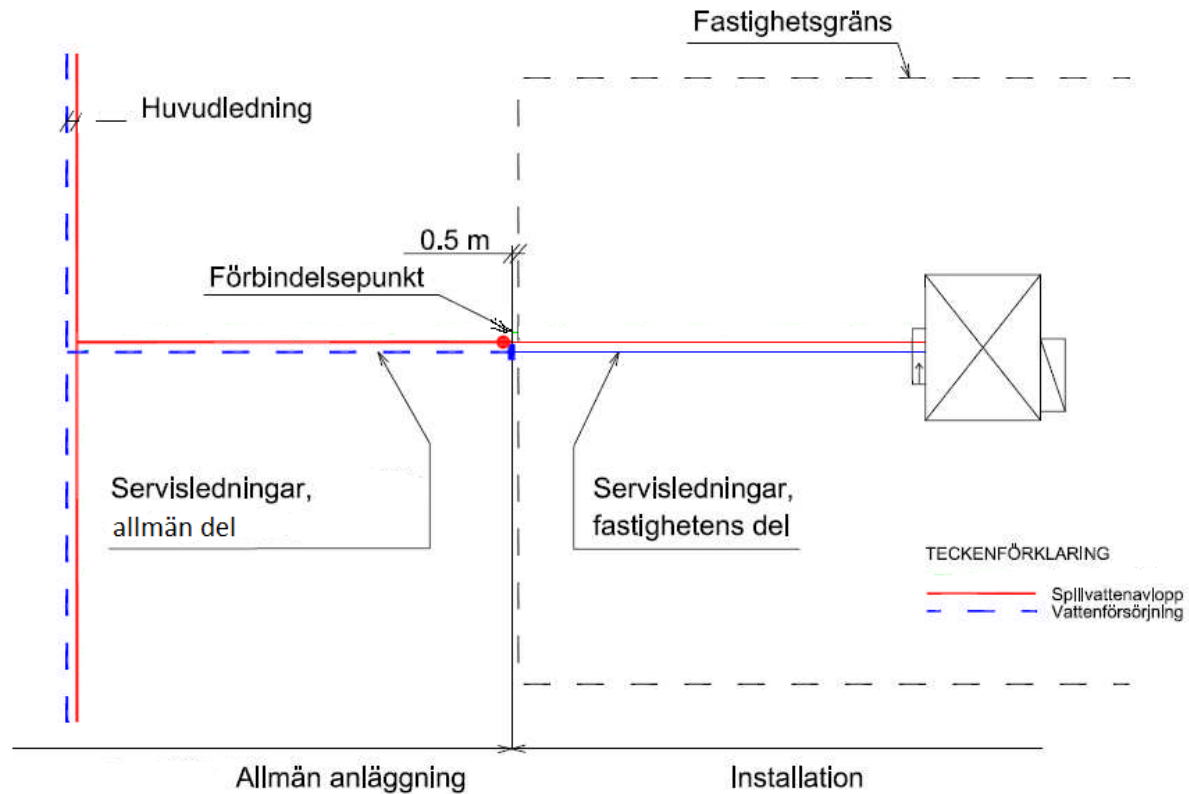 Fastighetsgräns
Huvudledning
0.5 m
Förbindelsepunkt
Servisledningar,
allmän del
Servisledningar,
fastighetens del
TECKENFÖRKLARING
Spillvattenavlopp
Vattenförsörjning
Allmän anläggning
Installation